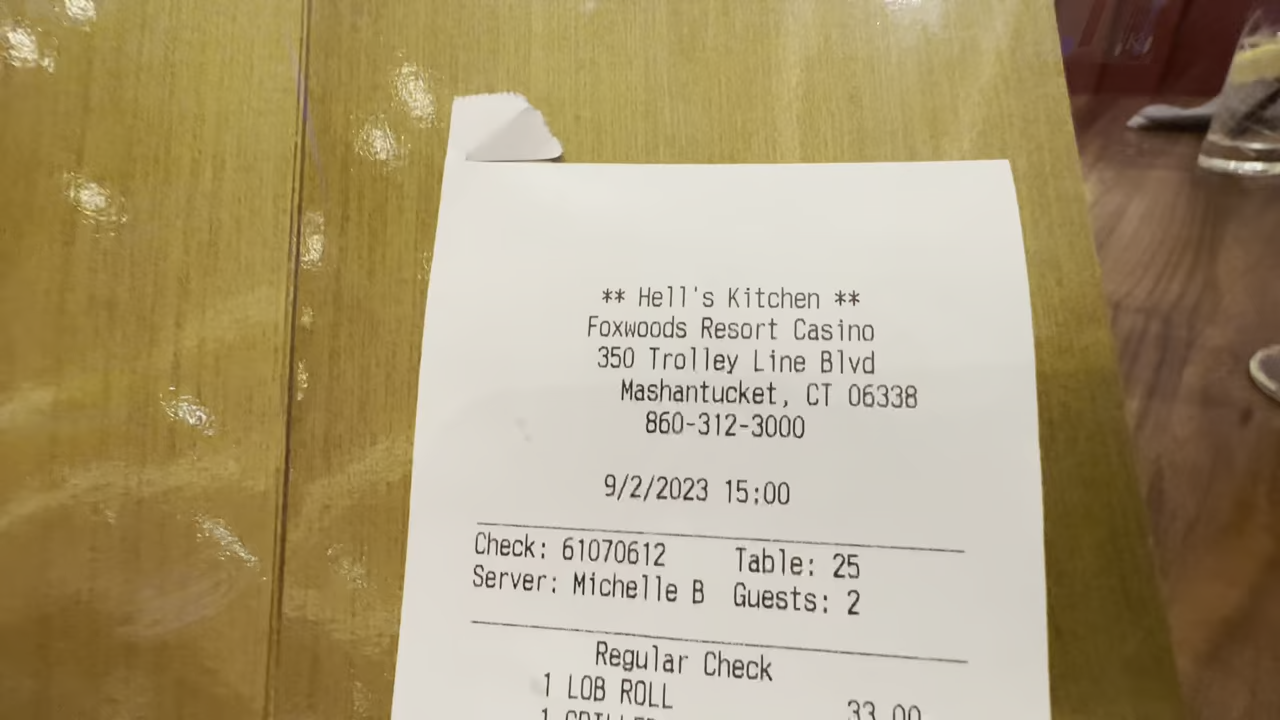 ** Hell's Kitchen **
Foxwoods Resort Casino
350 Trolley Line Blvd
Mashantucket, CT 06338
860-312-3000
9/2/2023 15:00
Check: 61070612 Table: 25
Server: Michelle B Guests: 2
Regular Check
1 LOB ROLL 33.00
1